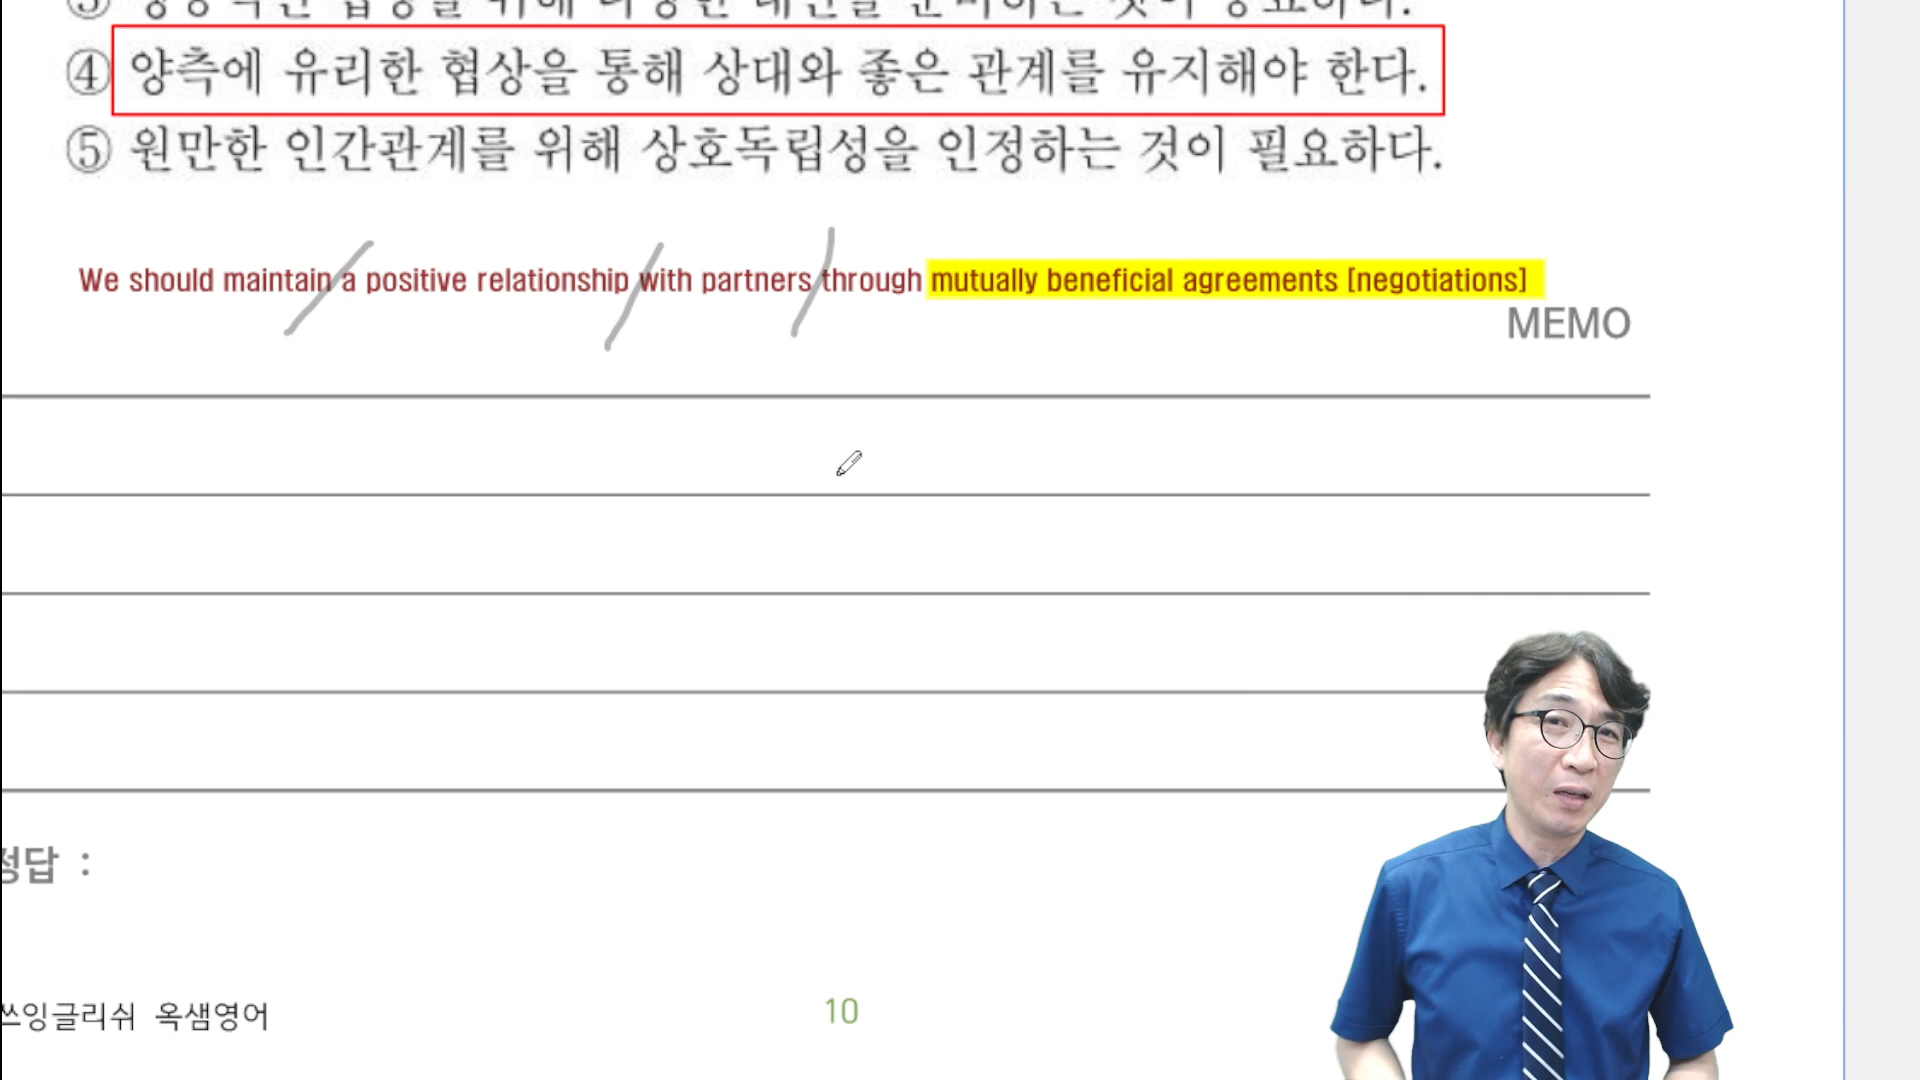 ④ 양측에 유리한 협상을 통해 상대와 좋은 관계를 유지해야 한다.
⑤ 원만한 인간관계를 위해 상호독립성을 인정하는 것이 필요하다.
We should maintain a positive relationship with partners through mutually beneficial agreements [negotiations]
MEMO
정답 :
쓰잉글리쉬 옥샘영어
10